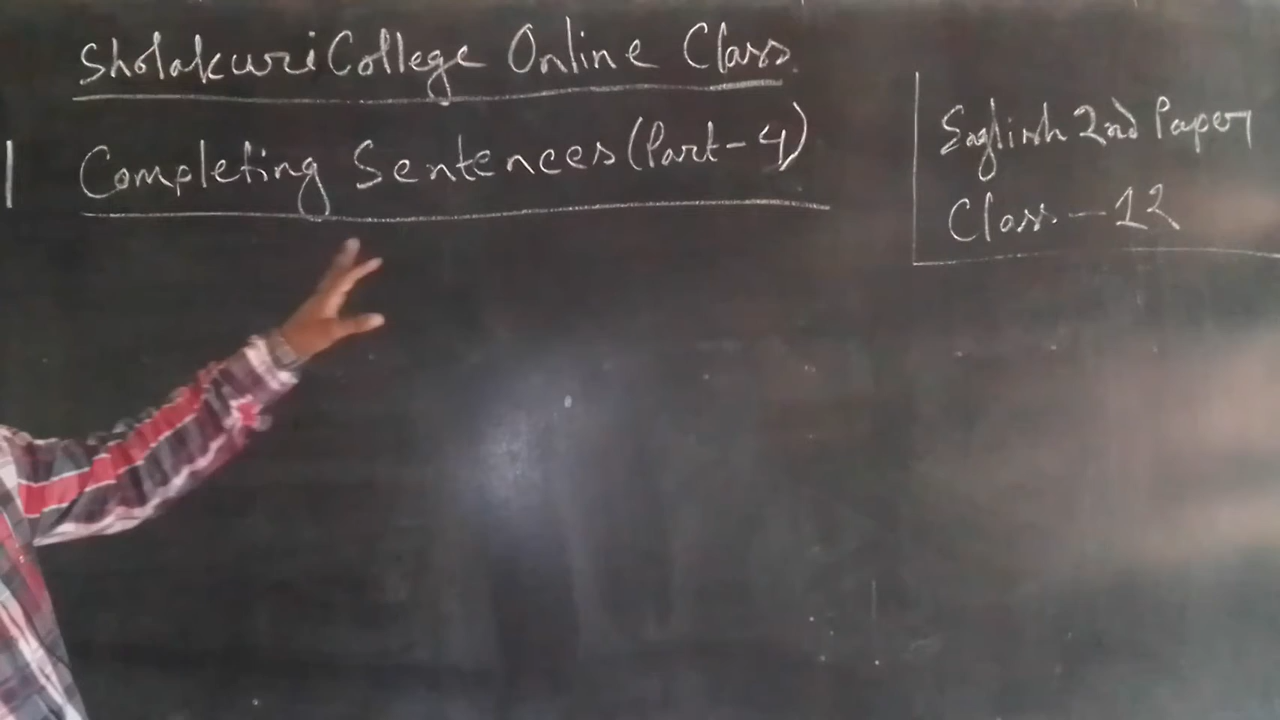 Sholakuri College Online Class.
Completing Sentences (Part-4)
English 2nd Paper
Class-12